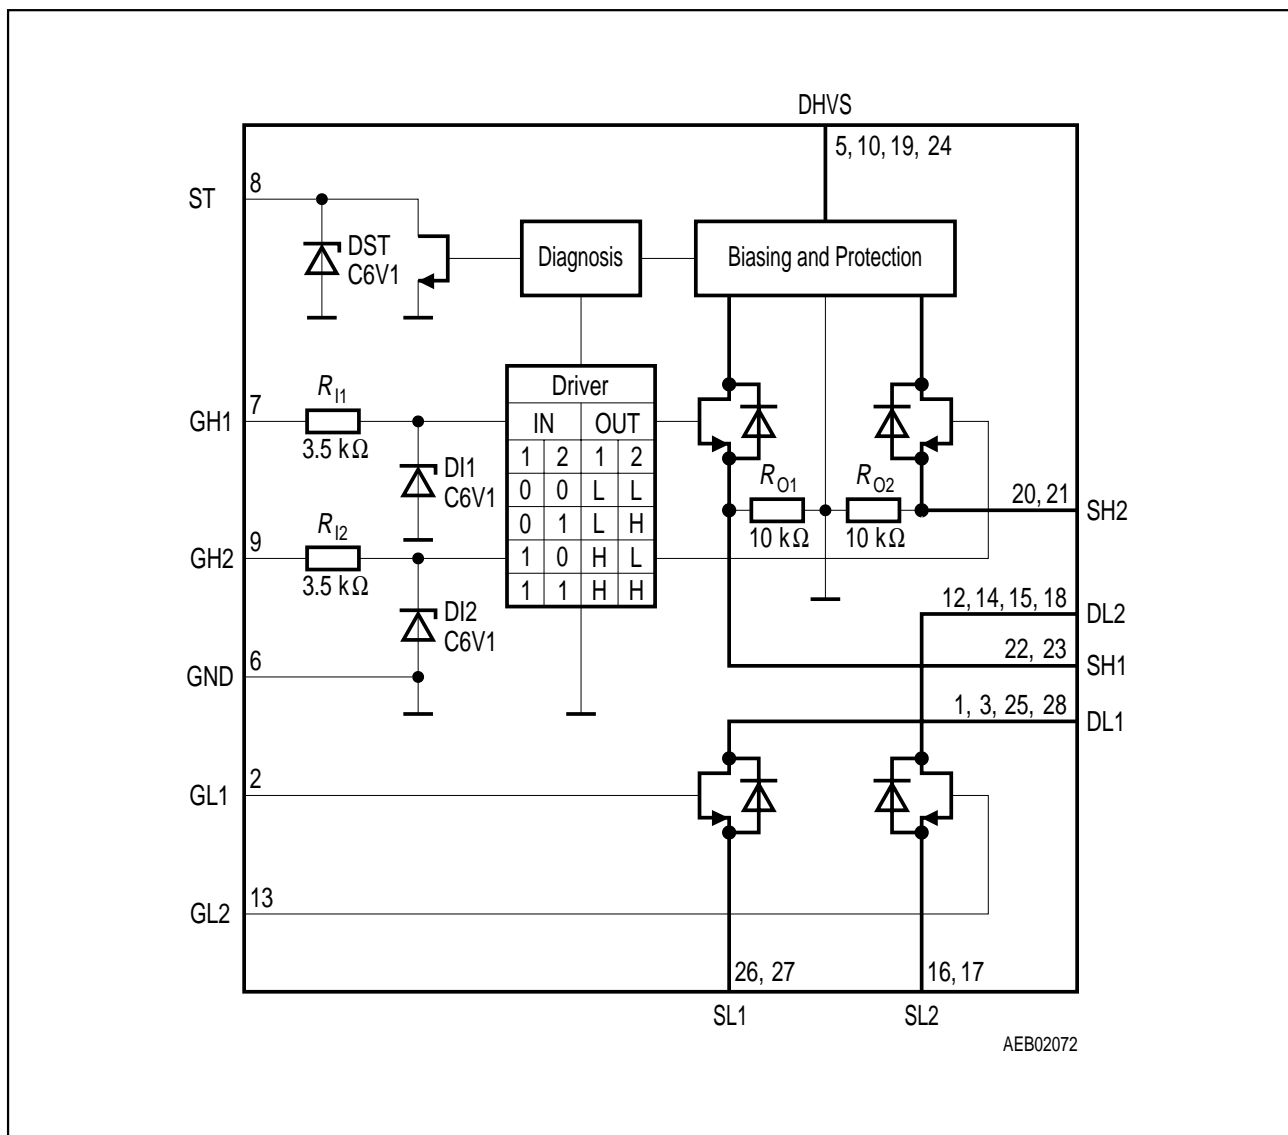 DHVS
5, 10, 19, 24
ST
8
DST
C6V1
Diagnosis
Biasing and Protection
GH1
7
RI1
3.5 kΩ
DI1
C6V1
Driver
IN OUT
1 2 1 2
0 0 L L
0 1 L H
1 0 H L
1 1 H H
RO1
10 kΩ
RO2
10 kΩ
20, 21
SH2
GH2
9
RI2
3.5 kΩ
DI2
C6V1
12, 14, 15, 18
DL2
GND
6
22, 23
SH1
1, 3, 25, 28
DL1
GL1
2
GL2
13
26, 27
16, 17
SL1
SL2
AEB02072